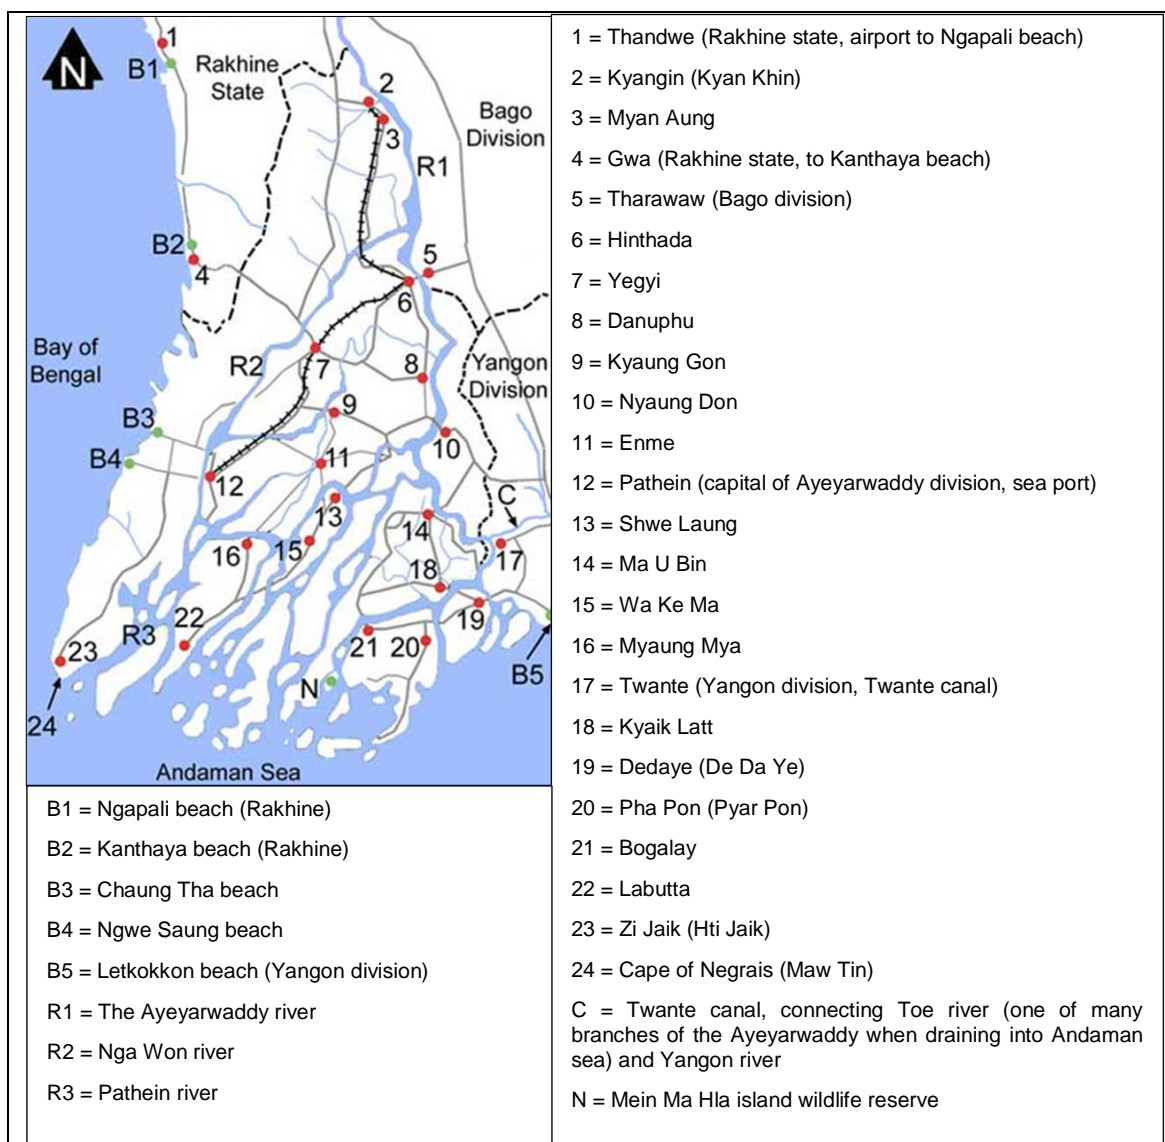 1
B1
N
Rakhine
State
2
Bago
Division
3
R1
B2
4
5
6
Bay of
Bengal
R2
7
8
Yangon
Division
B3
9
B4
10
11
12
C
13
14
16
15
17
18
22
19
R3
21
20
23
N
B5
24
Andaman Sea
B1 = Ngapali beach (Rakhine)
B2 = Kanthaya beach (Rakhine)
B3 = Chaung Tha beach
B4 = Ngwe Saung beach
B5 = Letkokkon beach (Yangon division)
R1 = The Ayeyarwaddy river
R2 = Nga Won river
R3 = Pathein river
1 = Thandwe (Rakhine state, airport to Ngapali beach)
2 = Kyangin (Kyan Khin)
3 = Myan Aung
4 = Gwa (Rakhine state, to Kanthaya beach)
5 = Tharawaw (Bago division)
6 = Hinthada
7 = Yegyi
8 = Danuphu
9 = Kyaung Gon
10 = Nyaung Don
11 = Enme
12 = Pathein (capital of Ayeyarwaddy division, sea port)
13 = Shwe Laung
14 = Ma U Bin
15 = Wa Ke Ma
16 = Myaung Mya
17 = Twante (Yangon division, Twante canal)
18 = Kyaik Latt
19 = Dedaye (De Da Ye)
20 = Pha Pon (Pyar Pon)
21 = Bogalay
22 = Labutta
23 = Zi Jaik (Hti Jaik)
24 = Cape of Negrais (Maw Tin)
C = Twante canal, connecting Toe river (one of many
branches of the Ayeyarwaddy when draining into Andaman
sea) and Yangon river
N = Mein Ma Hla island wildlife reserve